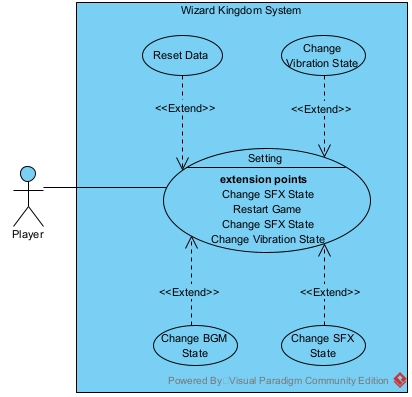 Wizard Kingdom System
Reset Data
Change
Vibration State
<<Extend>>
<<Extend>>
Setting
extension points
Change SFX State
Restart Game
Change SFX State
Change Vibration State
Player
<<Extend>>
<<Extend>>
Change BGM
State
Change SFX
State
Powered By: Visual Paradigm Community Edition